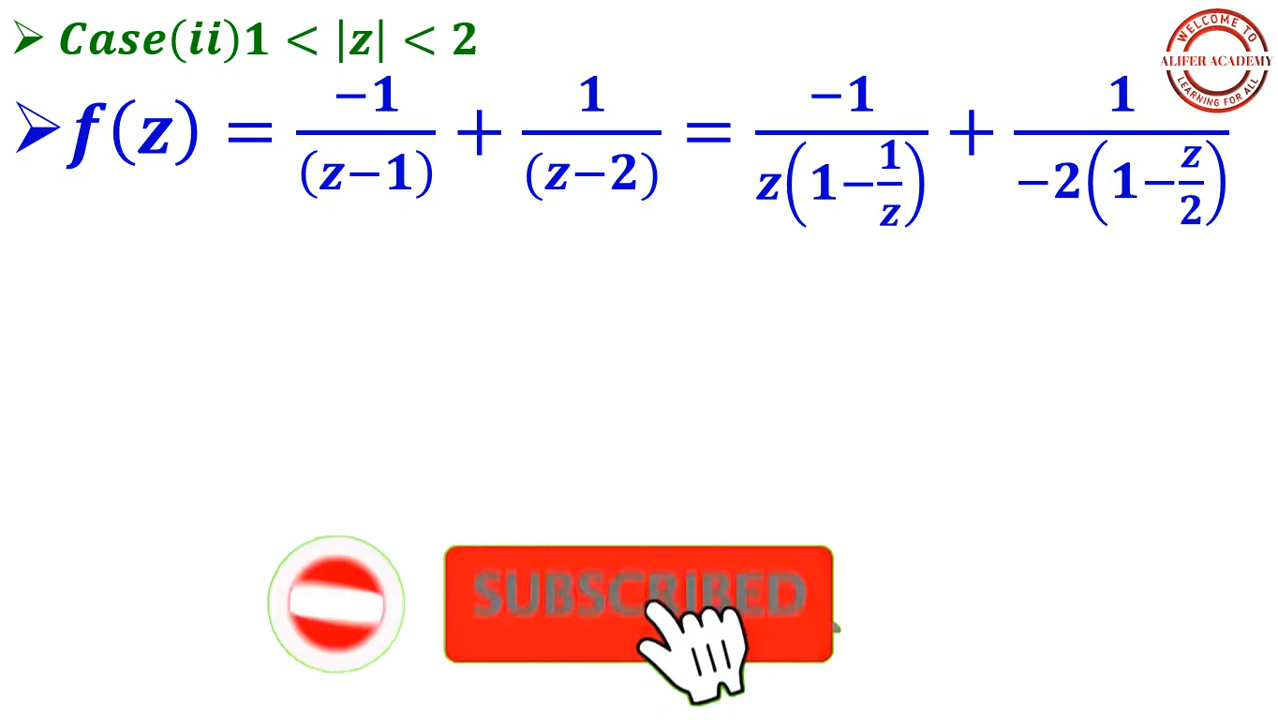 ➢ Case(ii)1 < |z| < 2
➢f(z) = −1/(z−1) + 1/(z−2) = −1/z(1−1/z) + 1/−2(1−z/2)
WELCOME TO
ALIFER ACADEMY
LEARNING FOR ALL
SUBSCRIBED